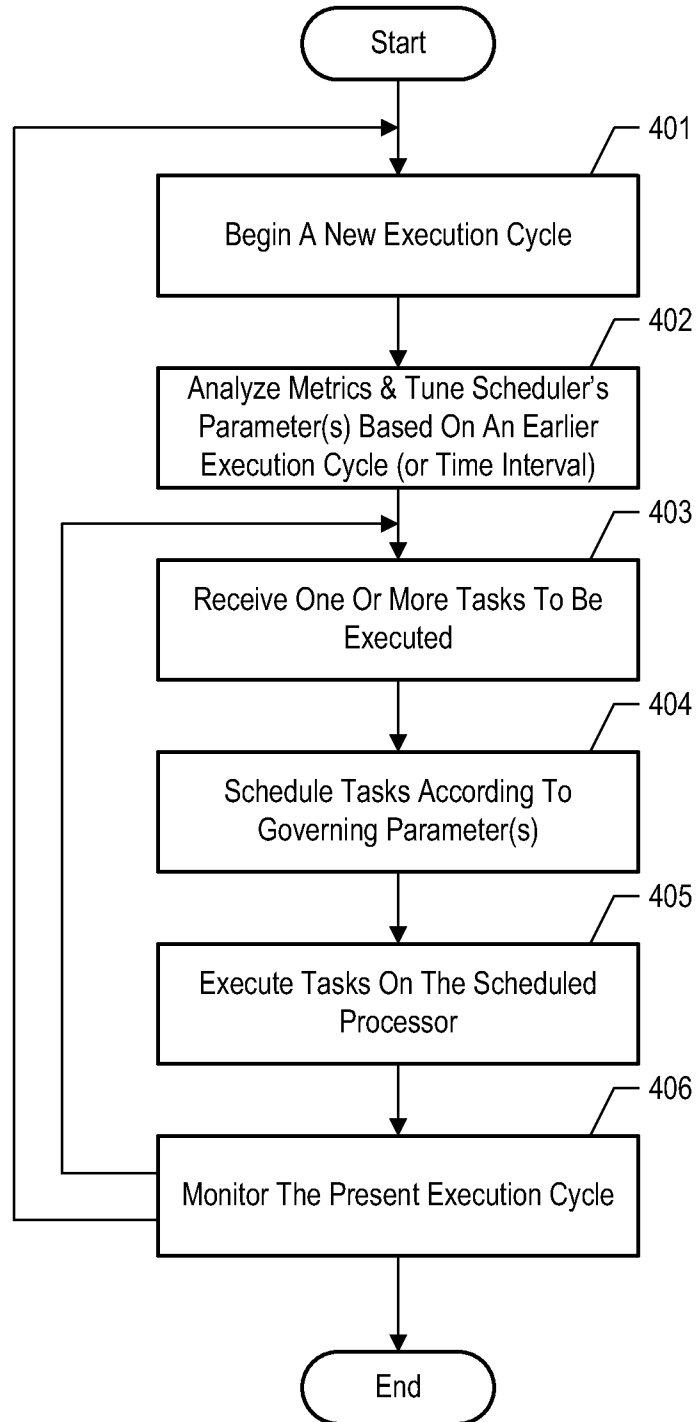 Start
401
Begin A New Execution Cycle
402
Analyze Metrics & Tune Scheduler's
Parameter(s) Based On An Earlier
Execution Cycle (or Time Interval)
403
Receive One Or More Tasks To Be
Executed
404
Schedule Tasks According To
Governing Parameter(s)
405
Execute Tasks On The Scheduled
Processor
406
Monitor The Present Execution Cycle
End